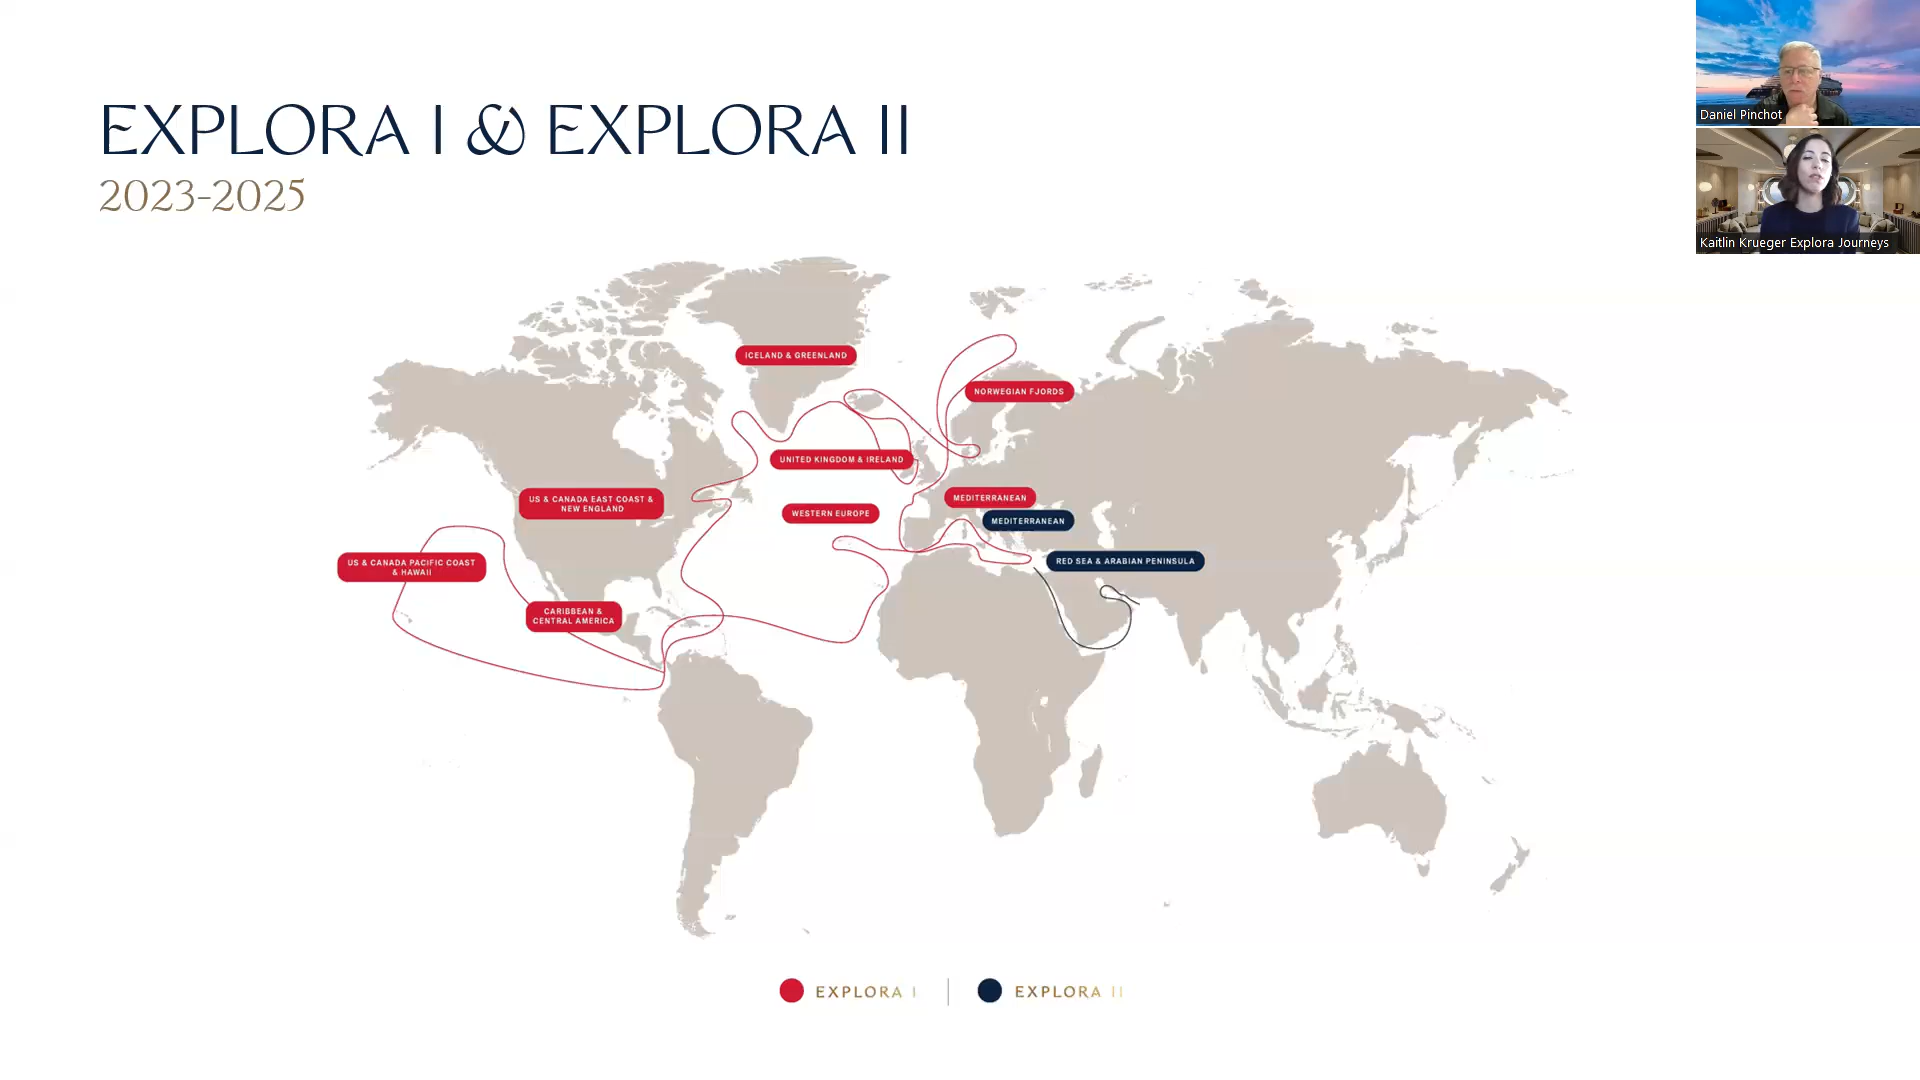 EXPLORA I & EXPLORA II
2023-2025
Daniel Pinchot
Kaitlin Krueger Explora Journeys
ICELAND & GREENLAND
NORWEGIAN FJORDS
UNITED KINGDOM & IRELAND
US & CANADA EAST COAST &
NEW ENGLAND
MEDITERRANEAN
WESTERN EUROPE
MEDITERRANEAN
US & CANADA PACIFIC COAST
& HAWAII
RED SEA & ARABIAN PENINSULA
CARIBBEAN &
CENTRAL AMERICA
EXPLORA I
EXPLORA II